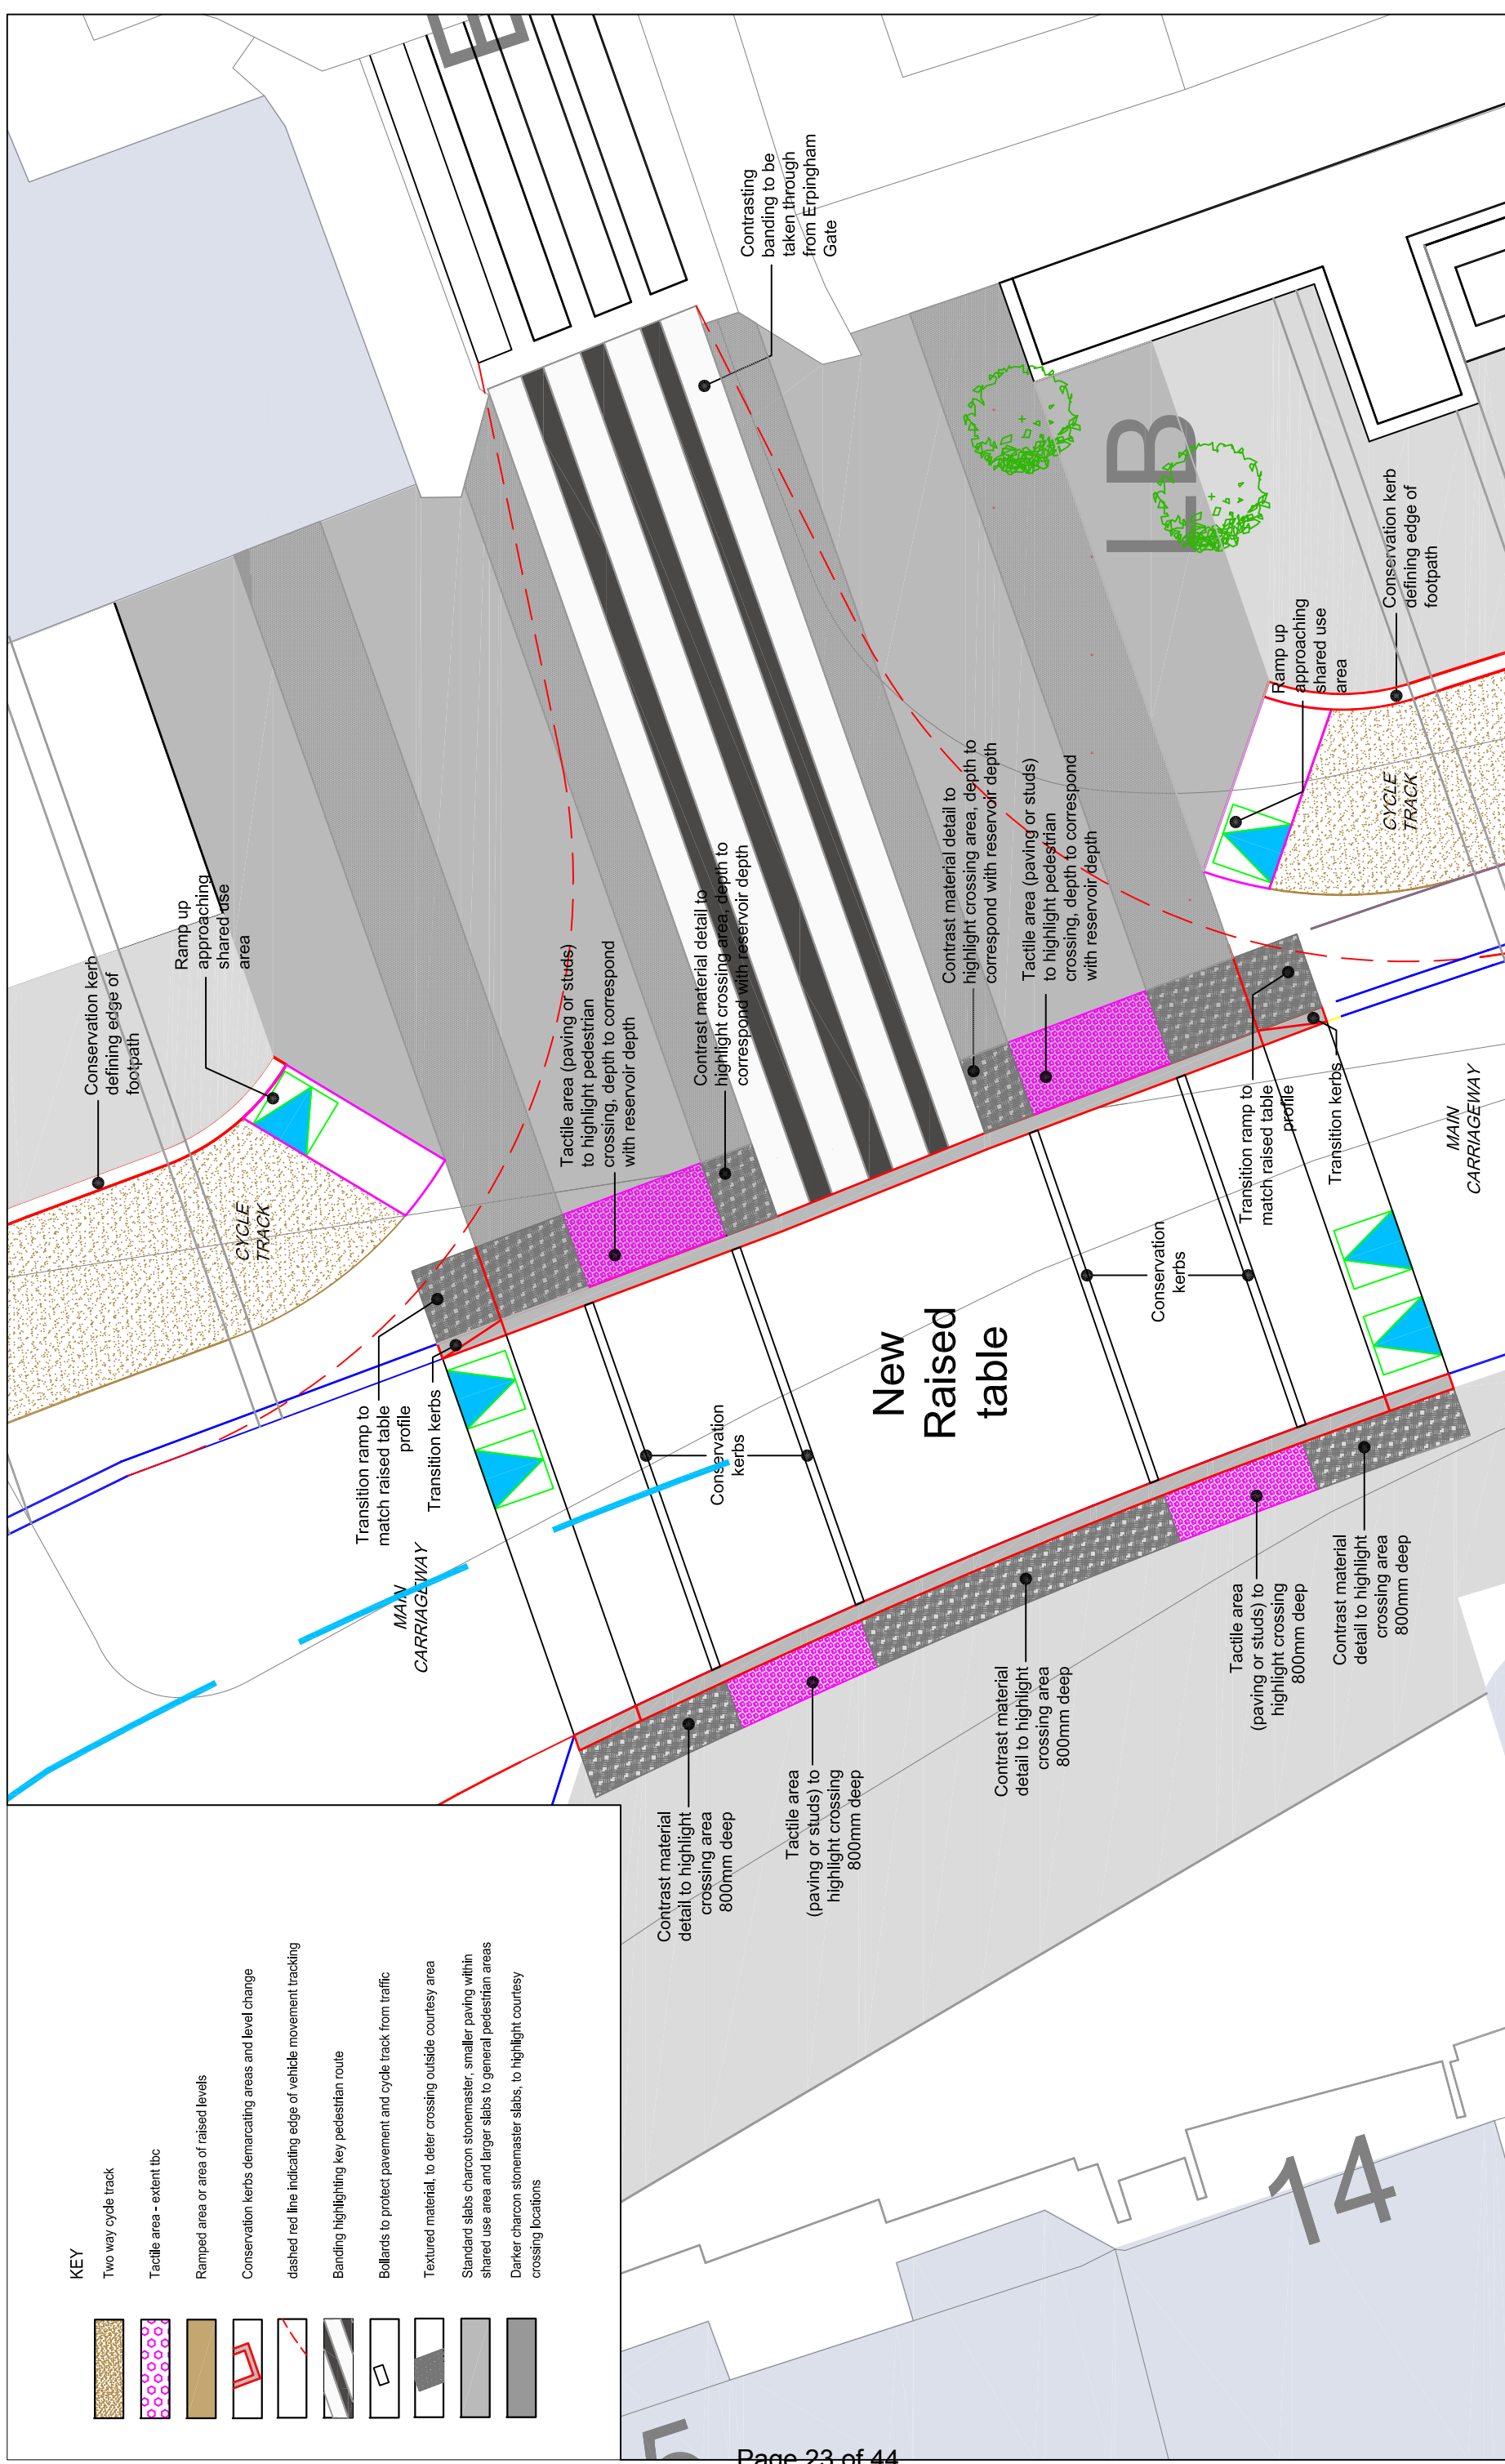 KEY
Two way cycle track
Tactile area - extent tbc
Ramped area or area of raised levels
Conservation kerbs demarcating areas and level change
dashed red line indicating edge of vehicle movement tracking
Banding highlighting key pedestrian route
Bollards to protect pavement and cycle track from traffic
Textured material, to deter crossing outside courtesy area
Standard slabs charcon stonemaster, smaller paving within
shared use area and larger slabs to general pedestrian areas
Darker charcon stonemaster slabs, to highlight courtesy
crossing locations
Conservation kerb
defining edge of
footpath
Ramp up
approaching
shared use
area
CYCLE
TRACK
Transition ramp to
match raised table
profile
Transition kerbs
MAIN
CARRIAGEWAY
Tactile area (paving or studs)
to highlight pedestrian
crossing, depth to correspond
with reservoir depth
Contrast material detail to
highlight crossing area, depth to
correspond with reservoir depth
Contrasting
banding to be
taken through
from Erpingham
Gate
Conservation
kerbs
New
Raised
table
Contrast material
detail to highlight
crossing area
800mm deep
Tactile area
(paving or studs) to
highlight crossing
800mm deep
Contrast material
detail to highlight
crossing area
800mm deep
Tactile area
(paving or studs) to
highlight crossing
800mm deep
Contrast material
detail to highlight
crossing area
800mm deep
Contrast material detail to
highlight crossing area, depth to
correspond with reservoir depth
Tactile area (paving or studs)
to highlight pedestrian
crossing, depth to correspond
with reservoir depth
Conservation
kerbs
Transition ramp to
match raised table
profile
Transition kerbs
MAIN
CARRIAGEWAY
Ramp up
approaching
shared use
area
Conservation kerb
defining edge of
footpath
CYCLE
TRACK
LB
E
14
5
Page 23 of 44